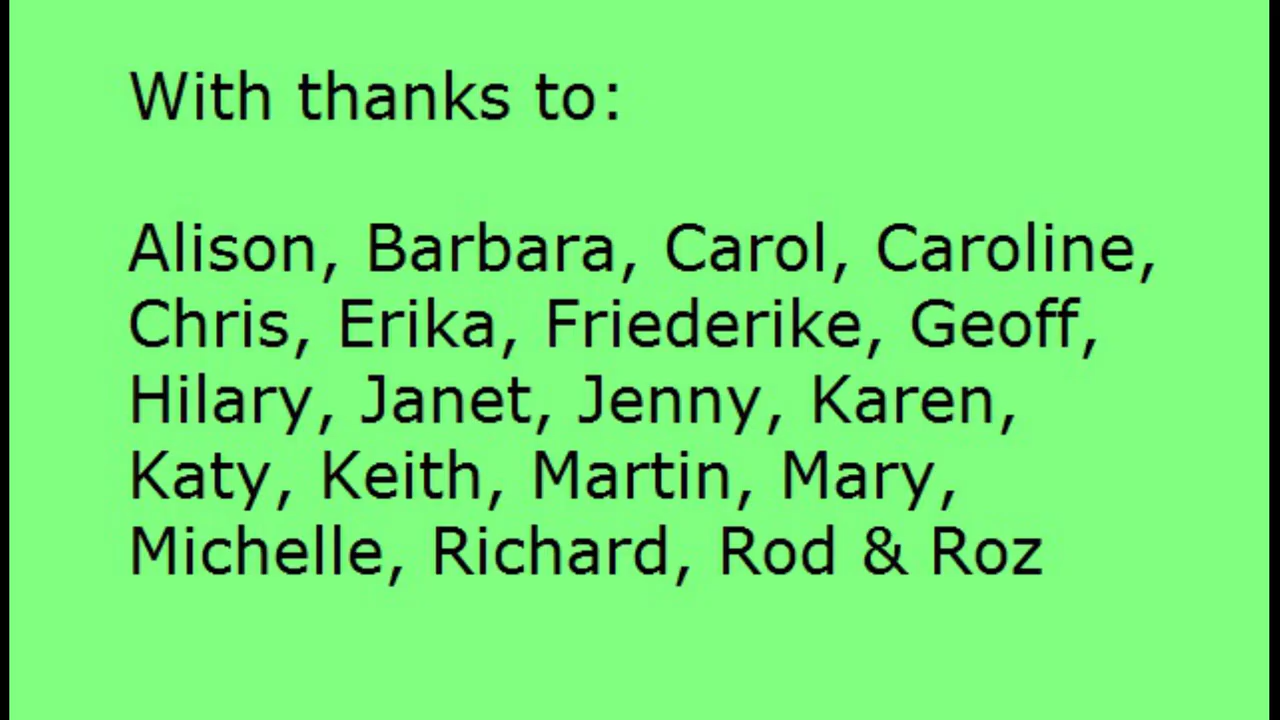 With thanks to:
Alison, Barbara, Carol, Caroline,
Chris, Erika, Friederike, Geoff,
Hilary, Janet, Jenny, Karen,
Katy, Keith, Martin, Mary,
Michelle, Richard, Rod & Roz